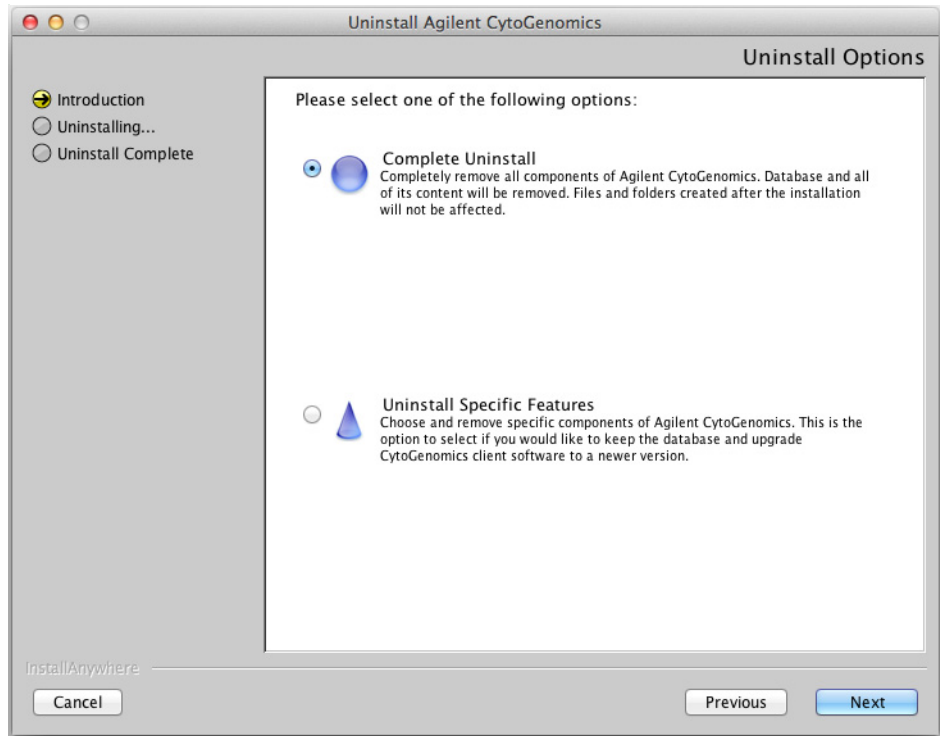 Uninstall Agilent CytoGenomics
Uninstall Options
Introduction
Uninstalling...
Uninstall Complete
Please select one of the following options:
Complete Uninstall
Completely remove all components of Agilent CytoGenomics. Database and all
of its content will be removed. Files and folders created after the installation
will not be affected.
Uninstall Specific Features
Choose and remove specific components of Agilent CytoGenomics. This is the
option to select if you would like to keep the database and upgrade
CytoGenomics client software to a newer version.
InstallAnywhere
Cancel
Previous
Next